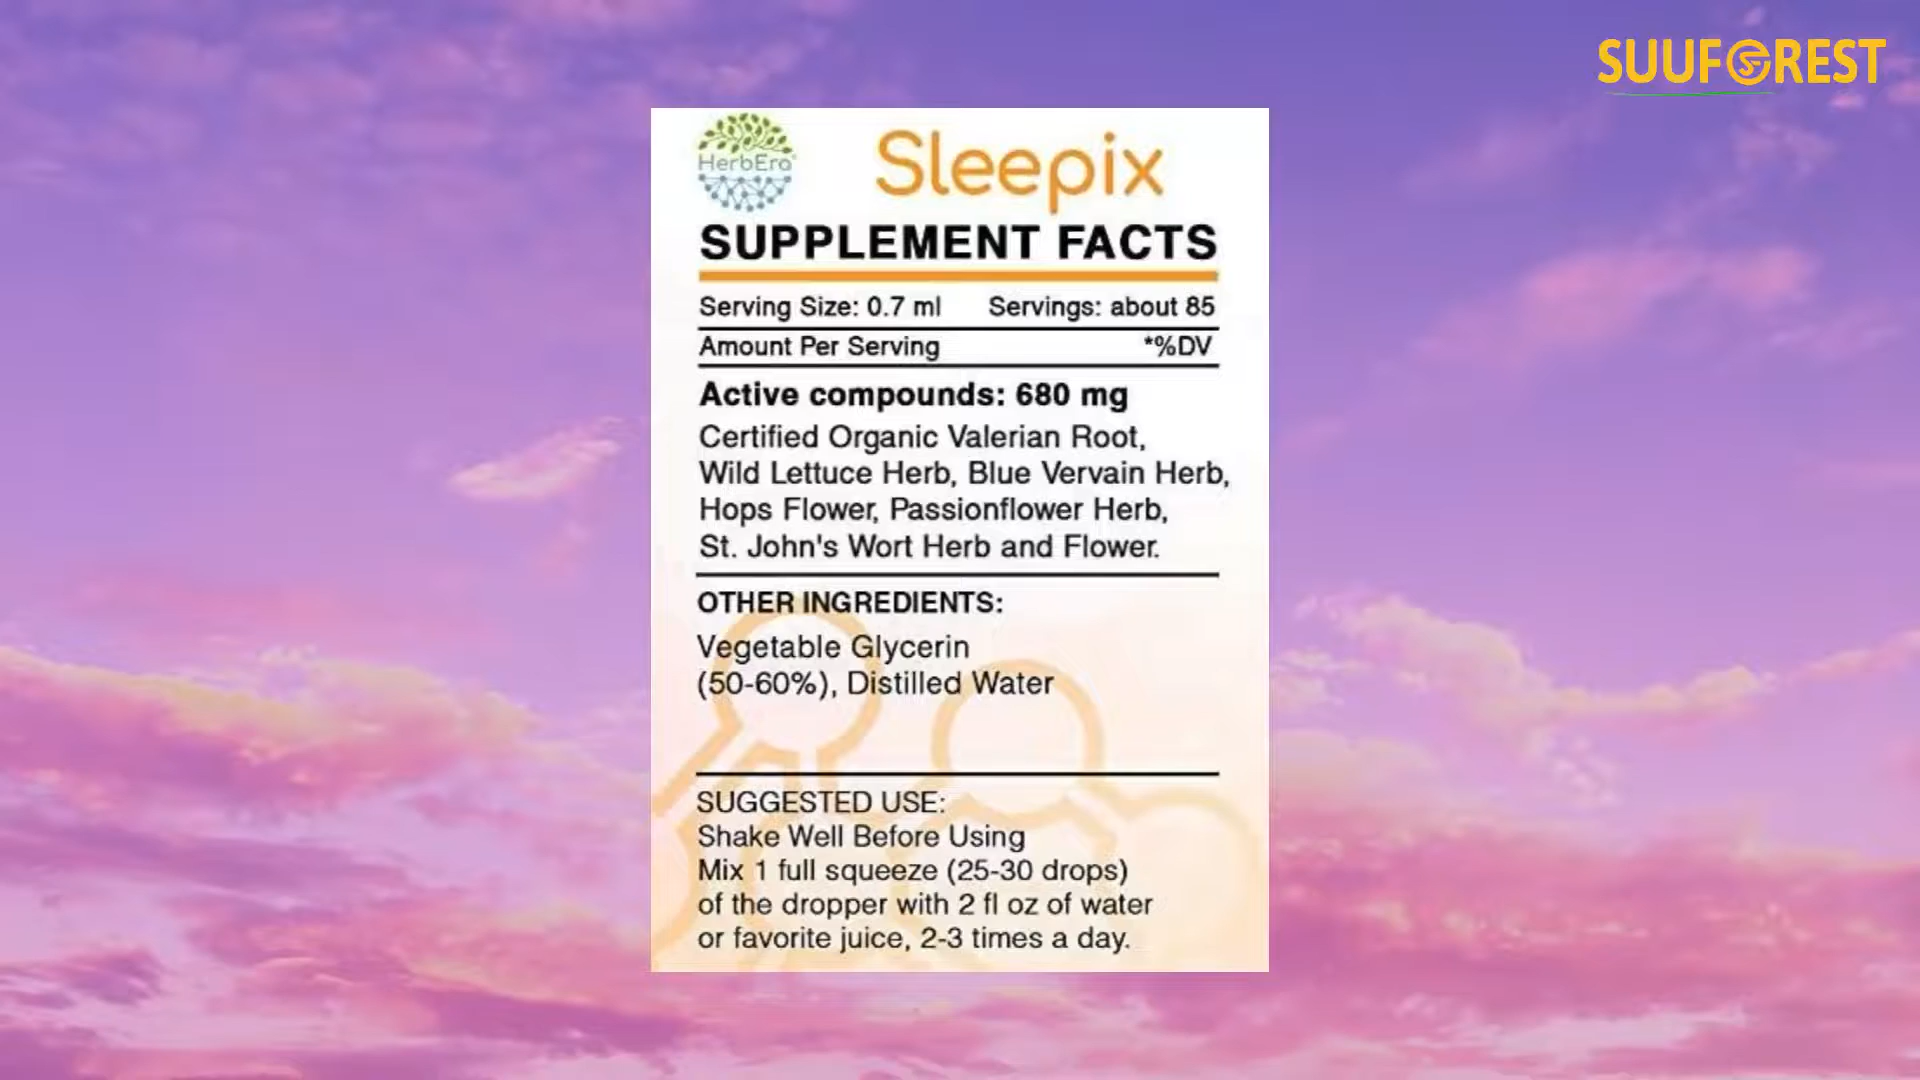 SUUFOREST
HerbEra
Sleepix
SUPPLEMENT FACTS
Serving Size: 0.7 ml Servings: about 85
Amount Per Serving *%DV
Active compounds: 680 mg
Certified Organic Valerian Root,
Wild Lettuce Herb, Blue Vervain Herb,
Hops Flower, Passionflower Herb,
St. John's Wort Herb and Flower.
OTHER INGREDIENTS:
Vegetable Glycerin
(50-60%), Distilled Water
SUGGESTED USE:
Shake Well Before Using
Mix 1 full squeeze (25-30 drops)
of the dropper with 2 fl oz of water
or favorite juice, 2-3 times a day.